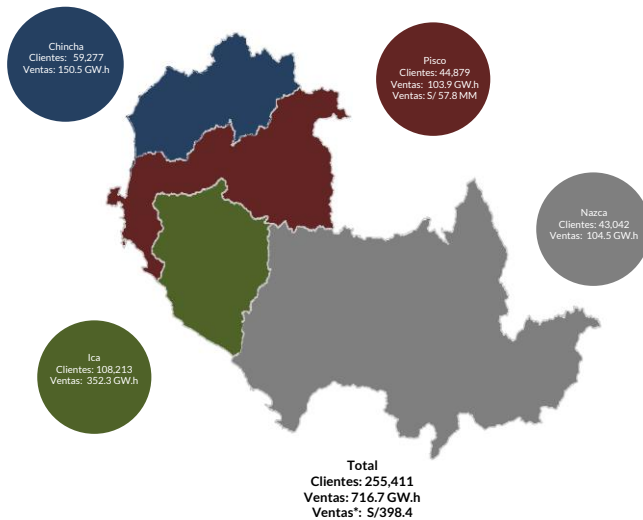 Chincha
Clientes: 59,277
Ventas: 150.5 GW.h
Pisco
Clientes: 44,879
Ventas: 103.9 GW.h
Ventas: S/ 57.8 MM
Nazca
Clientes: 43,042
Ventas: 104.5 GW.h
Ica
Clientes: 108,213
Ventas: 352.3 GW.h
Total
Clientes: 255,411
Ventas: 716.7 GW.h
Ventas*: S/398.4